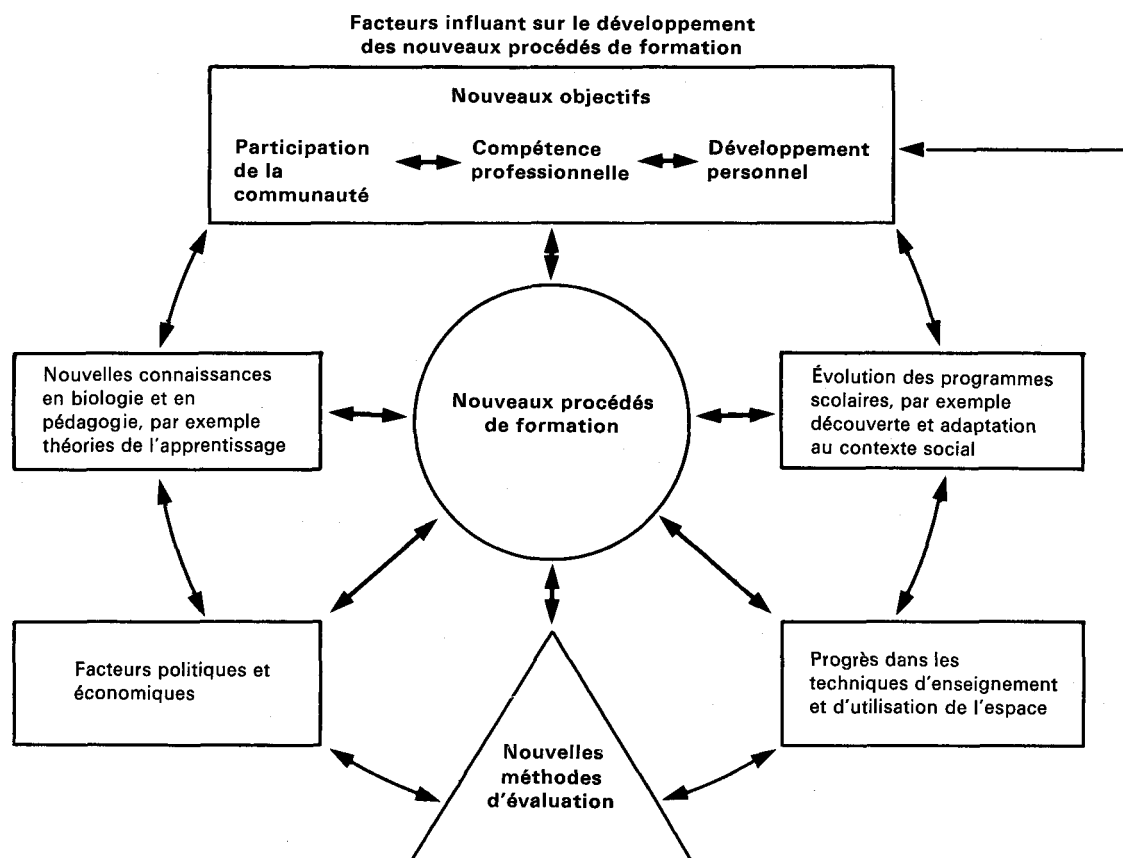 Facteurs influant sur le développement
des nouveaux procédés de formation
Nouveaux objectifs
Participation
de la
communauté
Compétence
professionnelle
Développement
personnel
Nouvelles connaissances
en biologie et en
pédagogie, par exemple
théories de l'apprentissage
Nouveaux procédés
de formation
Évolution des programmes
scolaires, par exemple
découverte et adaptation
au contexte social
Facteurs politiques et
économiques
Nouvelles
méthodes
d'évaluation
Progrès dans les
techniques d'enseignement
et d'utilisation de l'espace